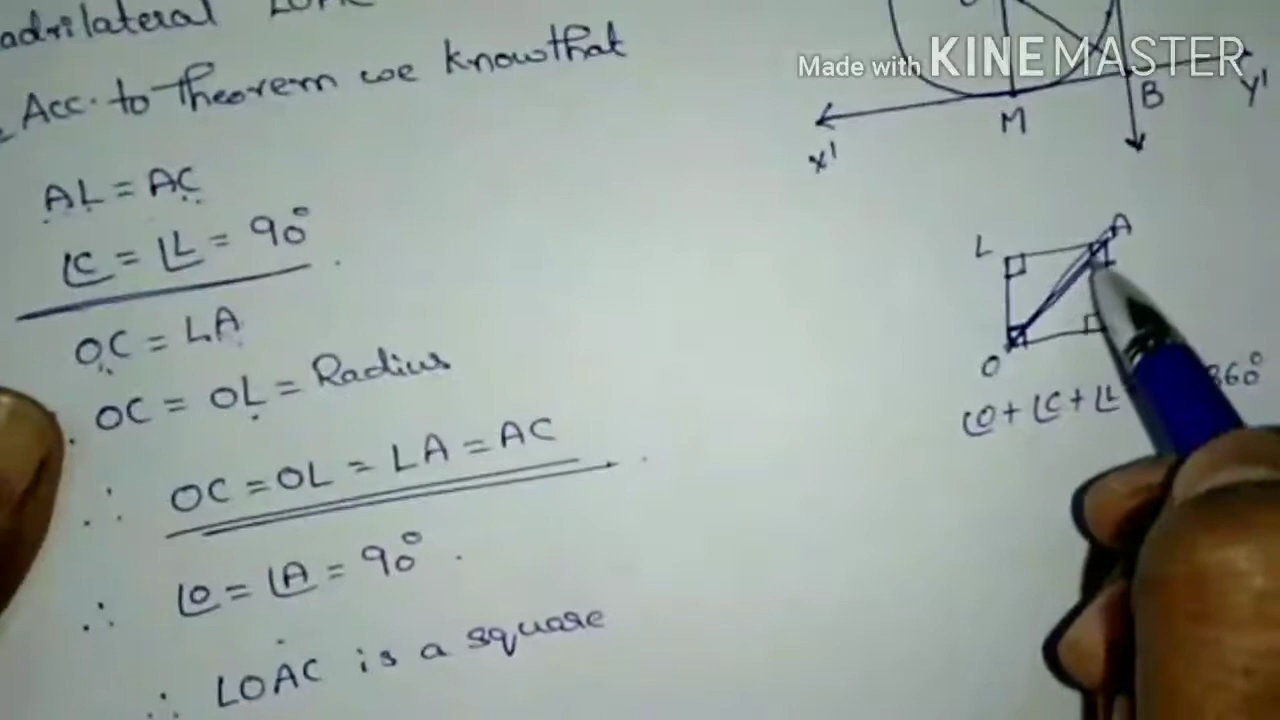 adrilateral
Acc. to Theorem we know that
AL = AC
∠C = ∠L = 90°
OC = LA
OC = OL = Radius
∴ OC = OL = LA = AC
∴ ∠O = ∠A = 90°
∴ LOAC is a square
Made with KINEMASTER
X' M B Y'
L A
O
∠O + ∠C + ∠L 360°